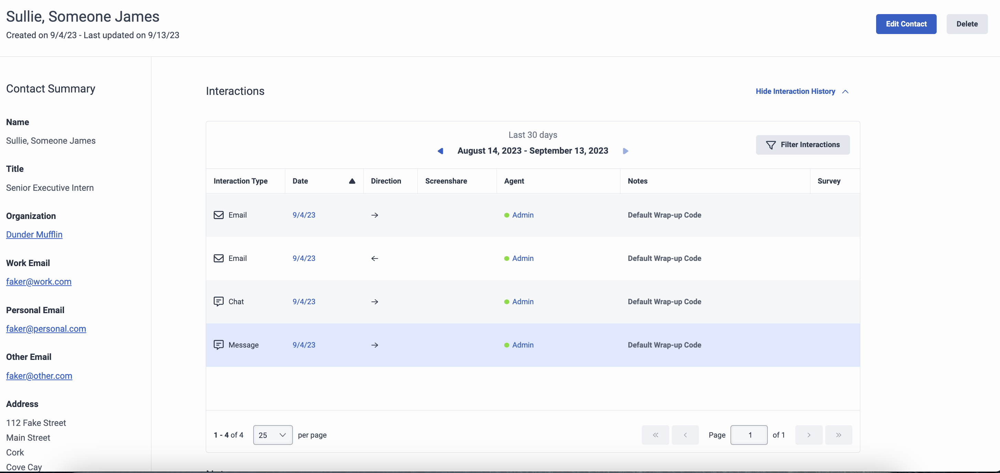 Sullie, Someone James
Created on 9/4/23 - Last updated on 9/13/23
Edit Contact
Delete
Contact Summary
Name
Sullie, Someone James
Title
Senior Executive Intern
Organization
Dunder Mufflin
Work Email
faker@work.com
Personal Email
faker@personal.com
Other Email
faker@other.com
Address
112 Fake Street
Main Street
Cork
Cove Cay
Interactions
Hide Interaction History
Last 30 days
August 14, 2023 - September 13, 2023
Filter Interactions
Interaction Type Date Direction Screenshare Agent Notes Survey
Email 9/4/23 → Admin Default Wrap-up Code
Email 9/4/23 ← Admin Default Wrap-up Code
Chat 9/4/23 → Admin Default Wrap-up Code
Message 9/4/23 → Admin Default Wrap-up Code
1 - 4 of 4 25 per page « ‹ Page 1 of 1 › »